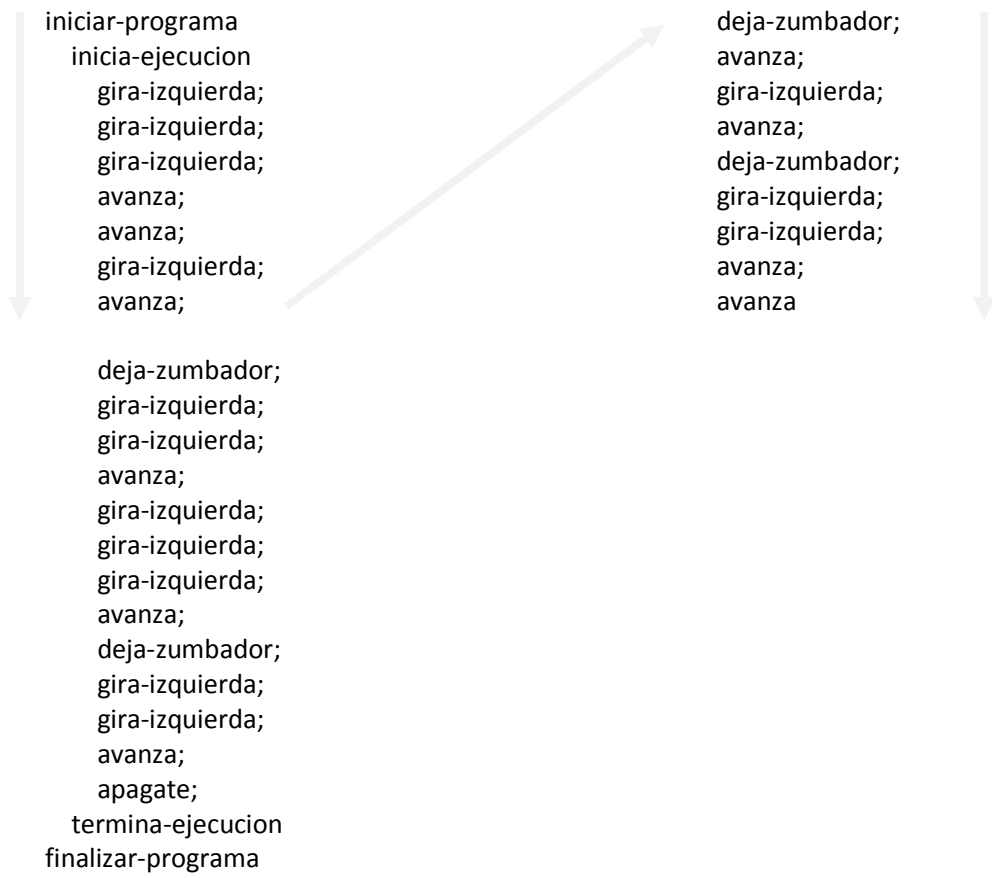 iniciar-programa
inicia-ejecucion
gira-izquierda;
gira-izquierda;
gira-izquierda;
avanza;
avanza;
gira-izquierda;
avanza;
deja-zumbador;
avanza;
gira-izquierda;
avanza;
deja-zumbador;
gira-izquierda;
gira-izquierda;
avanza;
avanza
deja-zumbador;
gira-izquierda;
gira-izquierda;
avanza;
gira-izquierda;
gira-izquierda;
gira-izquierda;
avanza;
deja-zumbador;
gira-izquierda;
gira-izquierda;
avanza;
apagate;
termina-ejecucion
finalizar-programa